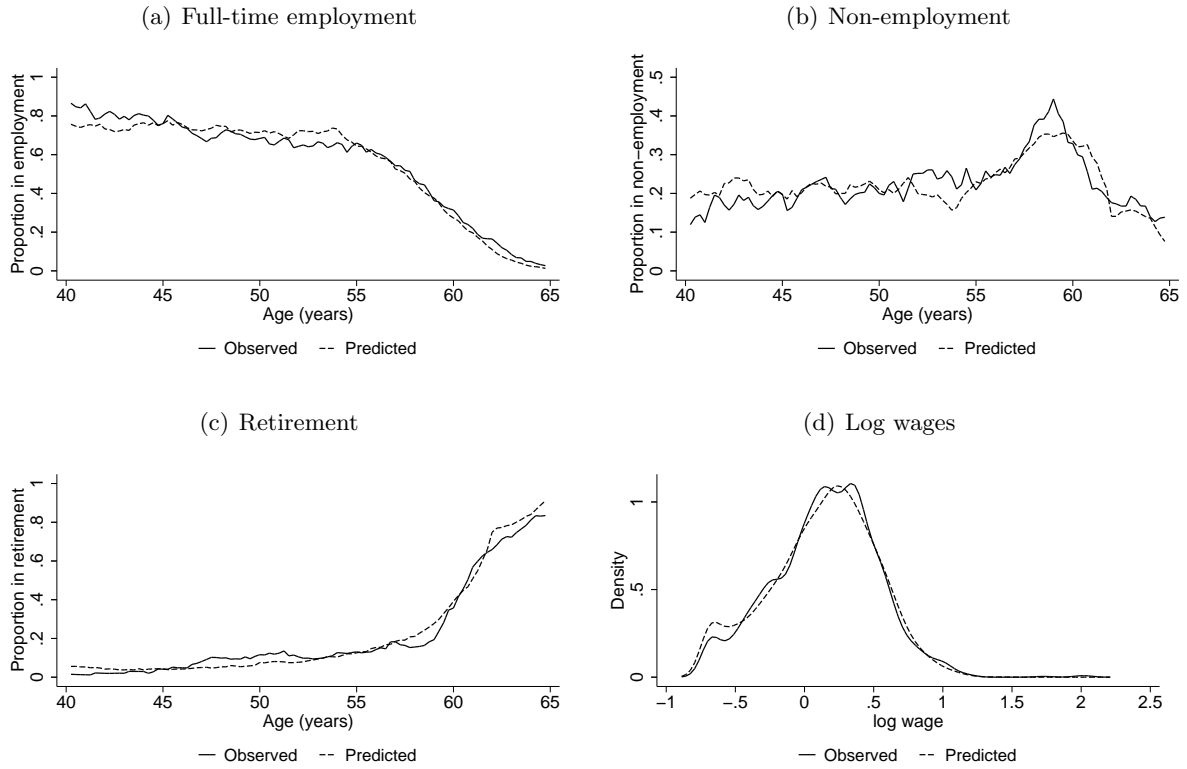 (a) Full-time employment
Proportion in employment
0 .2 .4 .6 .8 1
40 45 50 55 60 65
Age (years)
Observed Predicted
(b) Non-employment
Proportion in non−employment
0 .1 .2 .3 .4 .5
40 45 50 55 60 65
Age (years)
Observed Predicted
(c) Retirement
Proportion in retirement
0 .2 .4 .6 .8 1
40 45 50 55 60 65
Age (years)
Observed Predicted
(d) Log wages
Density
0 .5 1
−1 −.5 0 .5 1 1.5 2 2.5
log wage
Observed Predicted